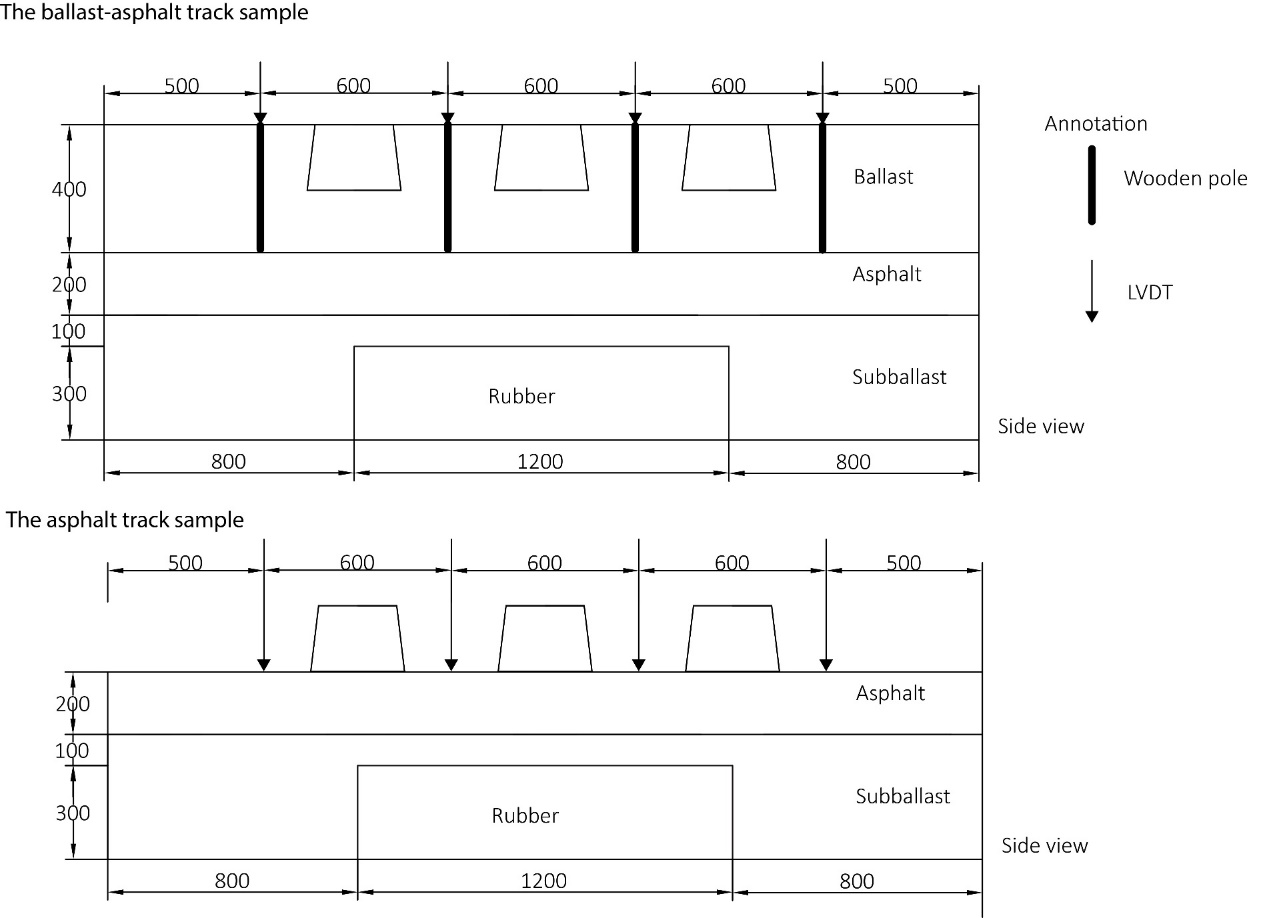 The ballast-asphalt track sample
500 600 600 600 500
Annotation
400
Ballast
Wooden pole
200
Asphalt
LVDT
100
300
Rubber
Subballast
Side view
800 1200 800
The asphalt track sample
500 600 600 600 500
200
Asphalt
100
300
Rubber
Subballast
Side view
800 1200 800